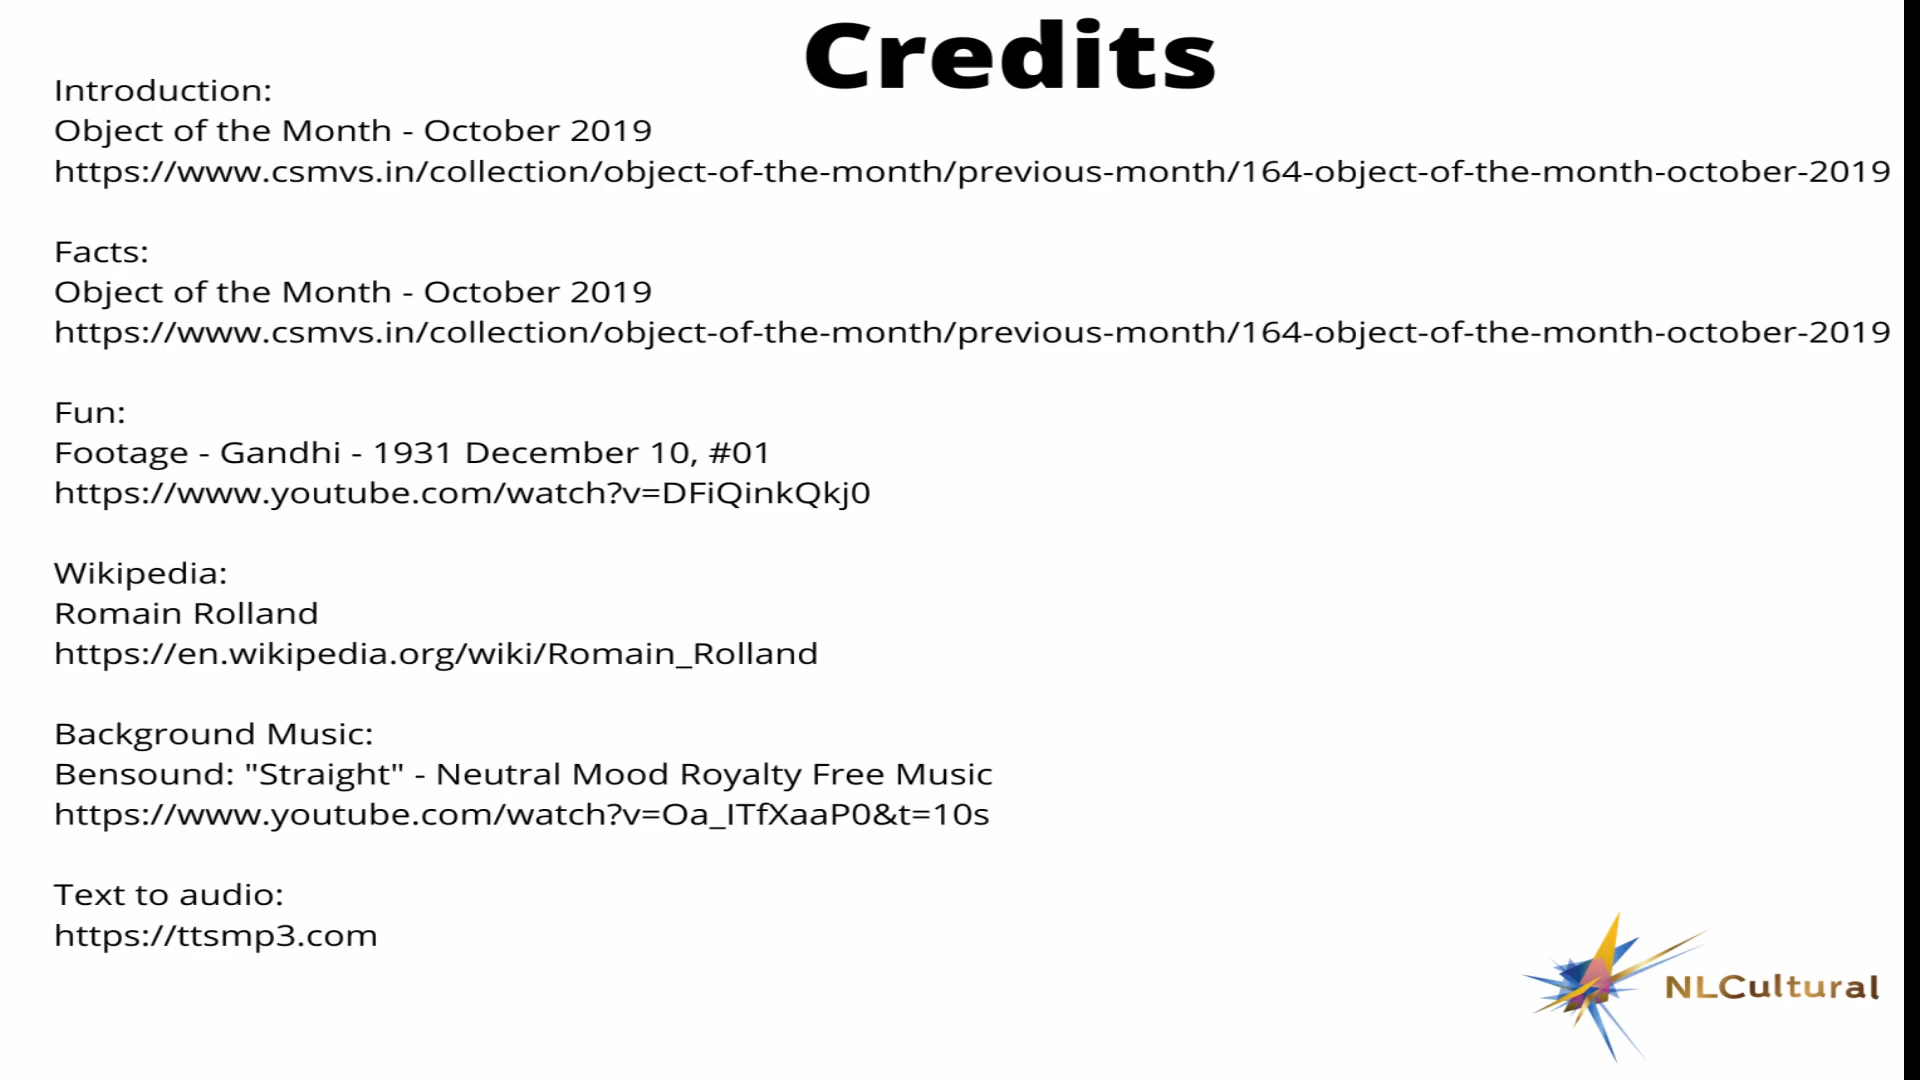 Credits
Introduction:
Object of the Month - October 2019
https://www.csmvs.in/collection/object-of-the-month/previous-month/164-object-of-the-month-october-2019
Facts:
Object of the Month - October 2019
https://www.csmvs.in/collection/object-of-the-month/previous-month/164-object-of-the-month-october-2019
Fun:
Footage - Gandhi - 1931 December 10, #01
https://www.youtube.com/watch?v=DFiQinkQkj0
Wikipedia:
Romain Rolland
https://en.wikipedia.org/wiki/Romain_Rolland
Background Music:
Bensound: "Straight" - Neutral Mood Royalty Free Music
https://www.youtube.com/watch?v=Oa_ITfXaaP0&t=10s
Text to audio:
https://ttsmp3.com
NLCultural